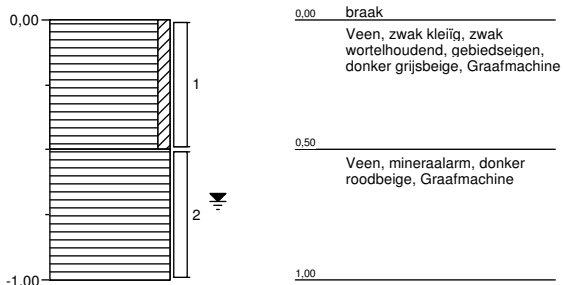 0,00
1
2
-1,00
0,00 braak
Veen, zwak kleiïg, zwak
wortelhoudend, gebiedseigen,
donker grijsbeige, Graafmachine
0,50
Veen, mineraalarm, donker
roodbeige, Graafmachine
1,00